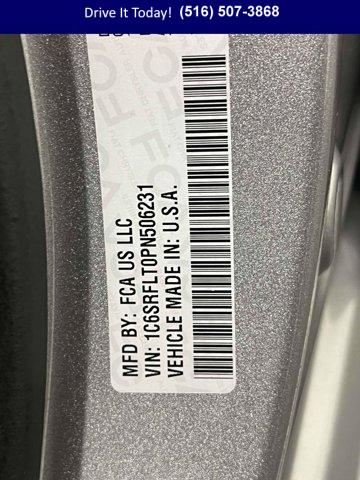 Drive It Today! (516) 507-3868
MFD BY: FCA US LLC
VIN: 1C6SRFLT0PN506231
VEHICLE MADE IN: U.S.A.